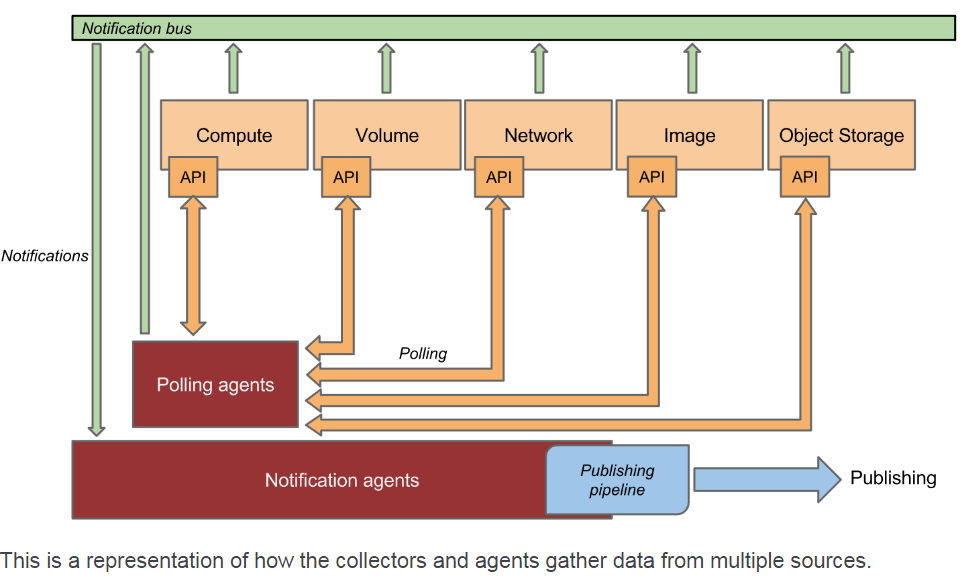 Notification bus
Compute
Volume
Network
Image
Object Storage
API
API
API
API
API
Notifications
Polling
Polling agents
Notification agents
Publishing
pipeline
Publishing
This is a representation of how the collectors and agents gather data from multiple sources.